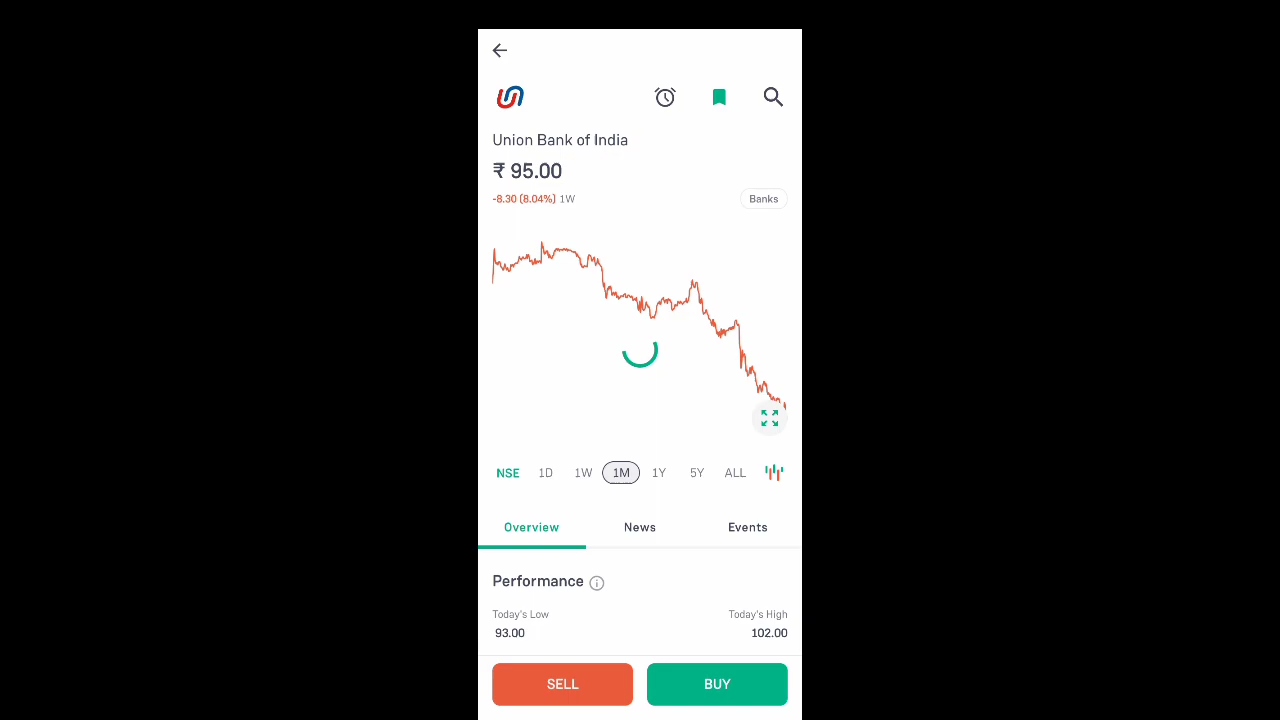 Union Bank of India
₹ 95.00
-8.30 (8.04%) 1W
Banks
NSE 1D 1W 1M 1Y 5Y ALL
Overview News Events
Performance
Today's Low Today's High
93.00 102.00
SELL BUY